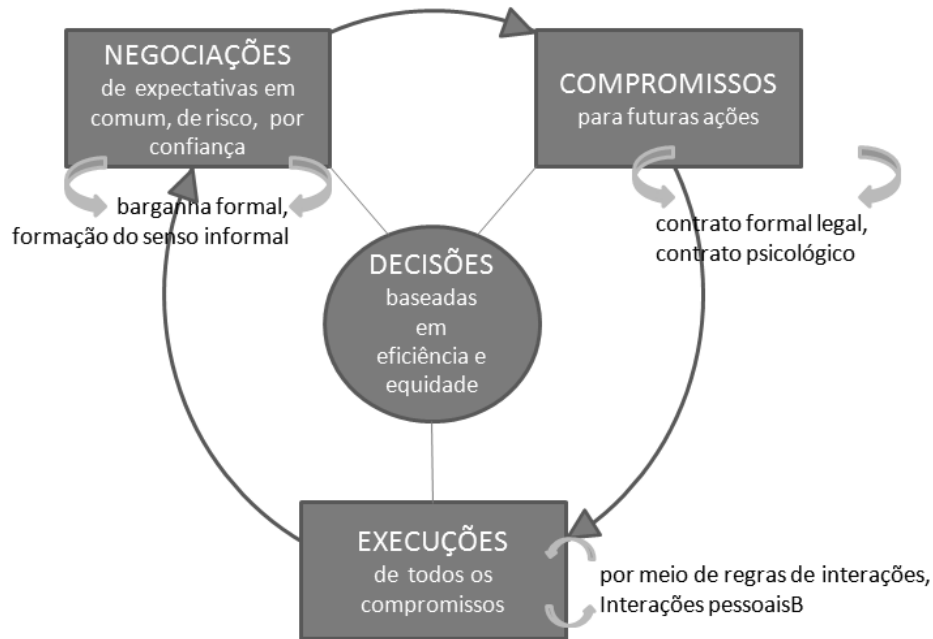 NEGOCIAÇÕES
de expectativas em
comum, de risco, por
confiança
barganha formal,
formação do senso informal
COMPROMISSOS
para futuras ações
contrato formal legal,
contrato psicológico
DECISÕES
baseadas
em
eficiência e
equidade
EXECUÇÕES
de todos os
compromissos
por meio de regras de interações,
Interações pessoaisB